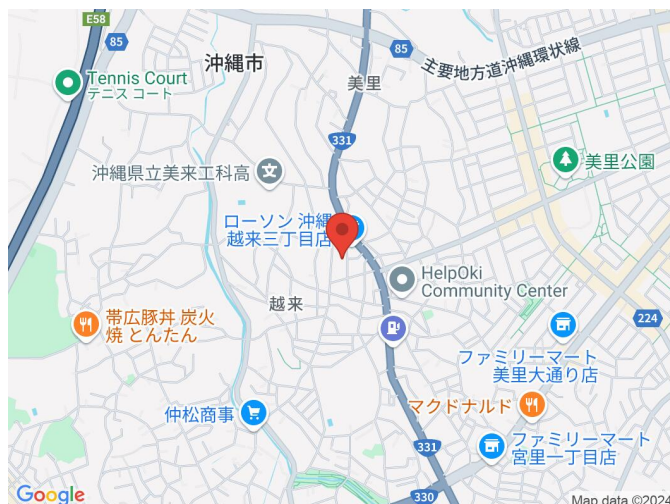 E58
85
沖縄市
Tennis Court
テニス コート
85
主要地方道沖縄環状線
美里
331
美里公園
沖縄県立美来工科高
ローソン 沖縄
越来三丁目店
HelpOki
Community Center
越来
帯広豚丼 炭火
焼 とんたん
224
ファミリーマート
美里大通り店
マクドナルド
仲松商事
331
ファミリーマート
宮里一丁目店
330
Google
Map data ©2024